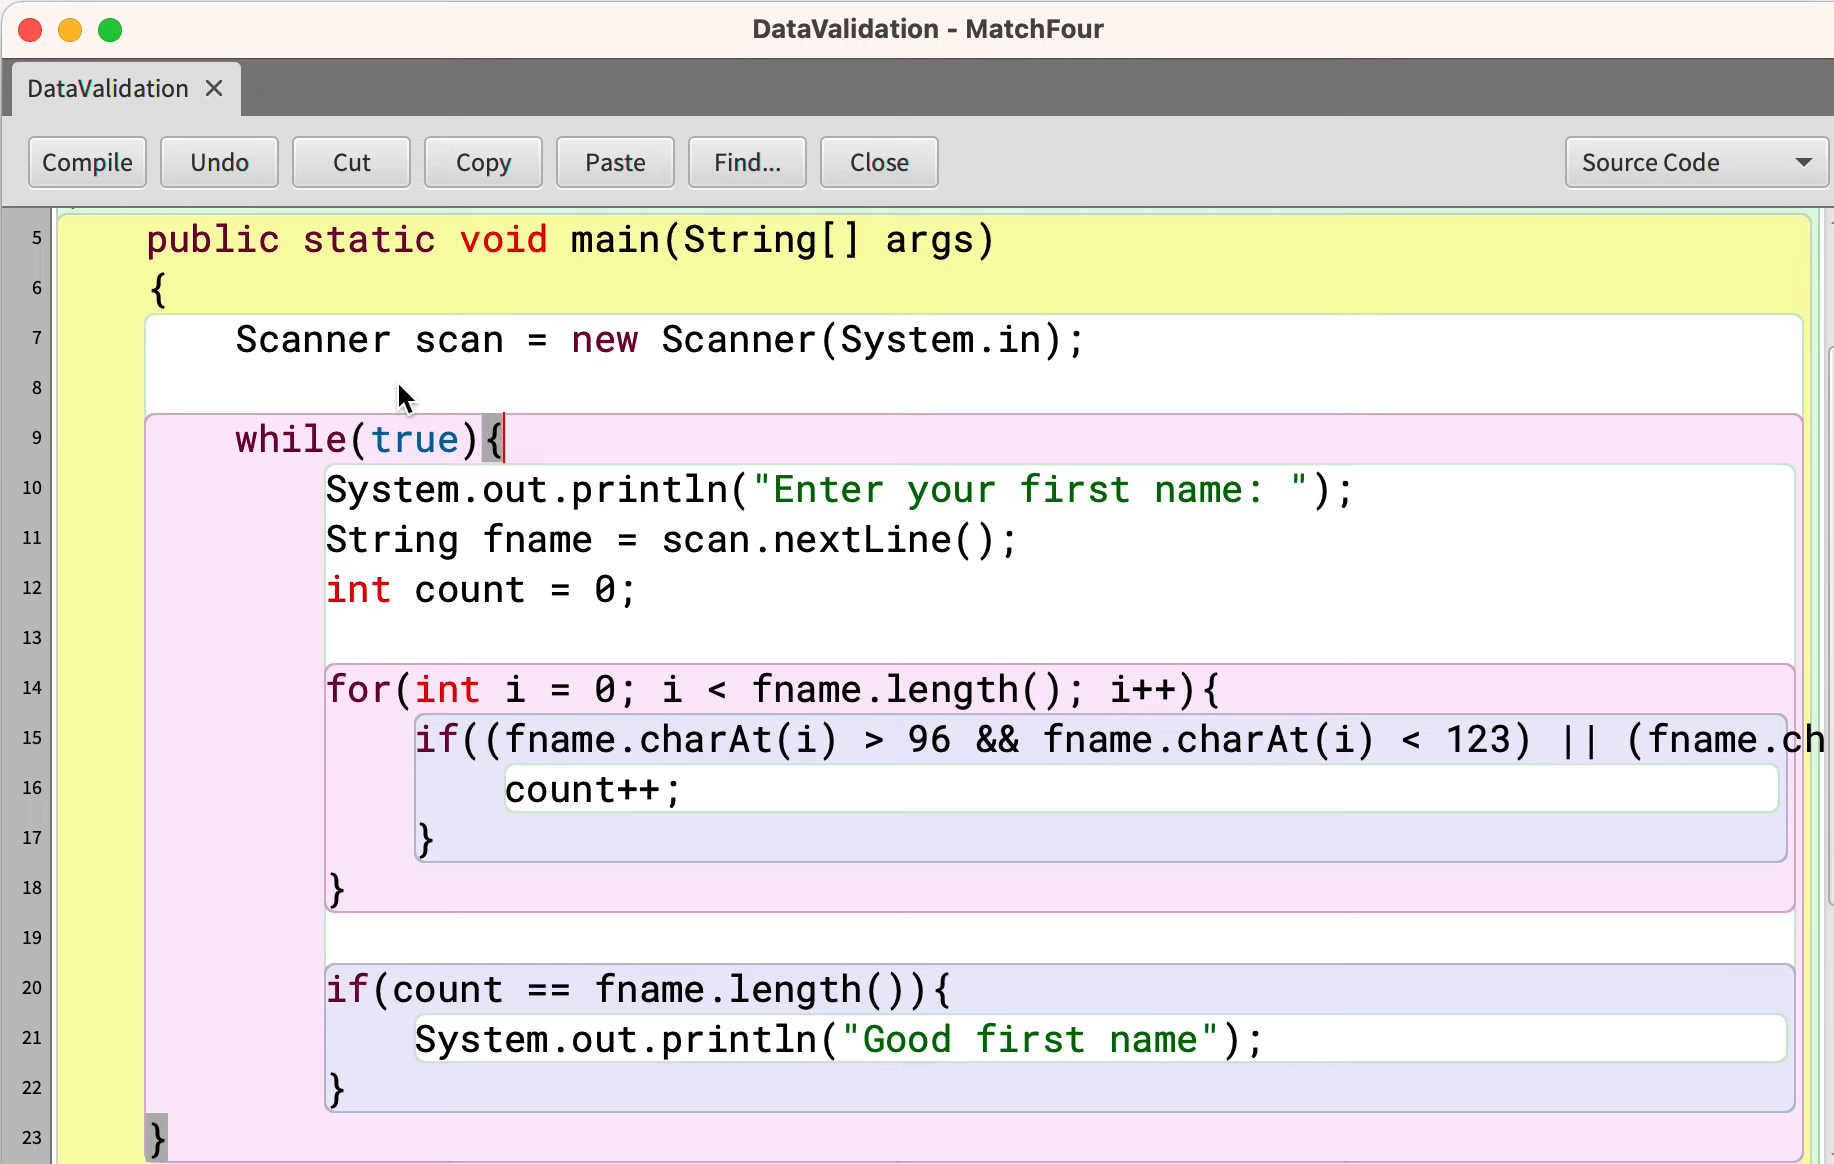 DataValidation - MatchFour
DataValidation ✕
Compile Undo Cut Copy Paste Find... Close Source Code
5 public static void main(String[] args)
6 {
7 Scanner scan = new Scanner(System.in);
8
9 while(true){
10 System.out.println("Enter your first name: ");
11 String fname = scan.nextLine();
12 int count = 0;
13
14 for(int i = 0; i < fname.length(); i++){
15 if((fname.charAt(i) > 96 && fname.charAt(i) < 123) || (fname.ch
16 count++;
17 }
18 }
19
20 if(count == fname.length()){
21 System.out.println("Good first name");
22 }
23 }